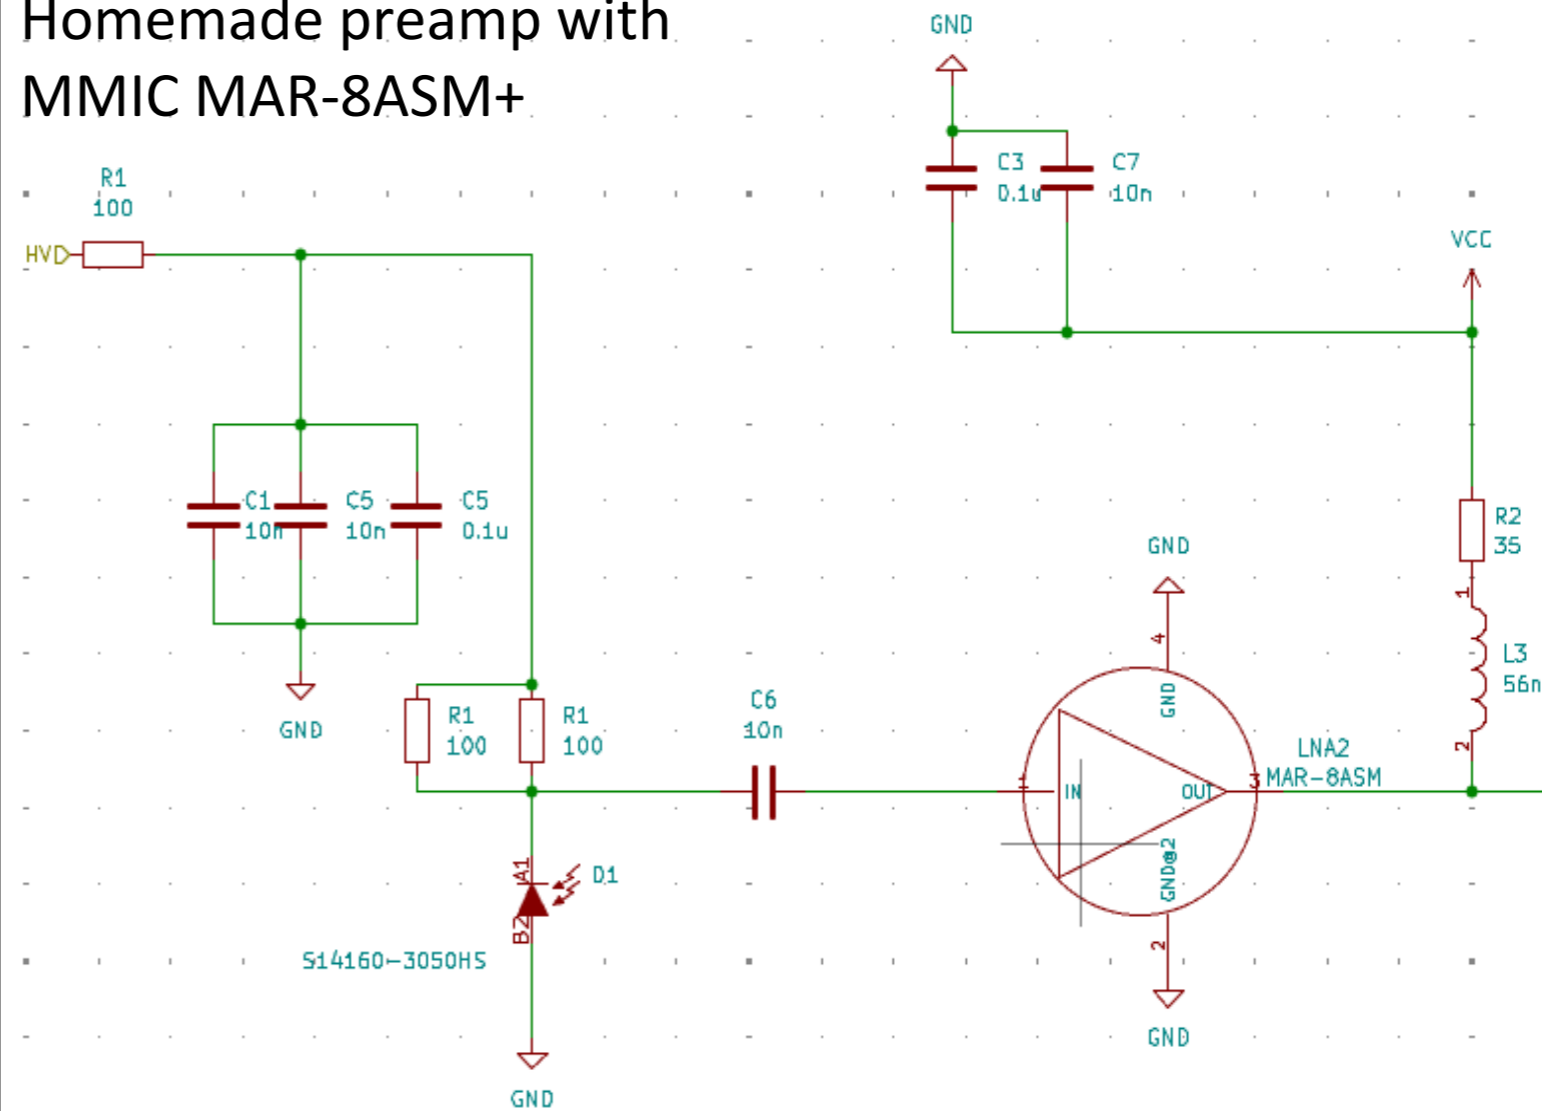 Homemade preamp with
MMIC MAR-8ASM+
GND
C3
0.1u
C7
10n
R1
100
HV
VCC
C1
10n
C5
10n
C5
0.1u
R2
35
GND
1
4
L3
56n
GND
GND
R1
100
R1
100
C6
10n
2
LNA2
MAR-8ASM
1
IN
OUT
3
GND@2
A1
D1
B2
S14160-3050HS
2
GND
GND